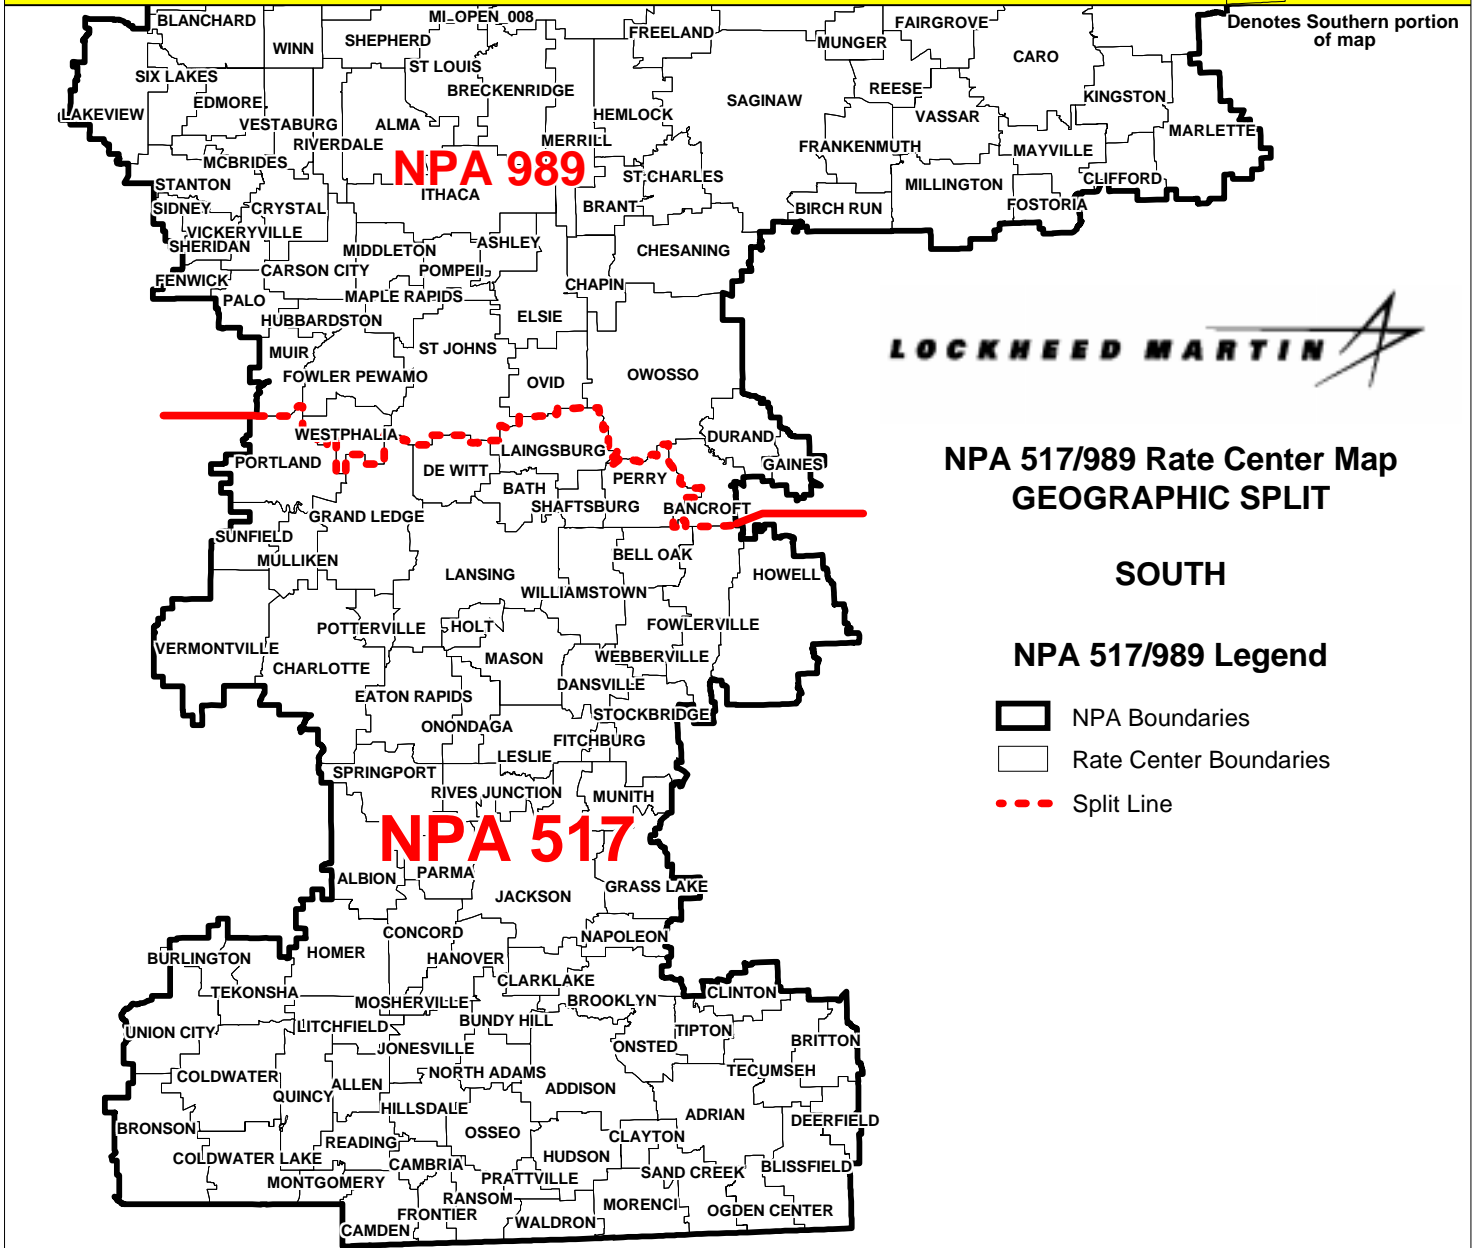 Denotes Southern portion
of map
BLANCHARD
MI_OPEN_008
WINN
SHEPHERD
FREELAND
FAIRGROVE
MUNGER
CARO
ST LOUIS
SIX LAKES
BRECKENRIDGE
REESE
KINGSTON
SAGINAW
EDMORE
LAKEVIEW
HEMLOCK
VASSAR
VESTABURG
ALMA
MARLETTE
RIVERDALE
MERRILL
FRANKENMUTH
MAYVILLE
MCBRIDES
NPA 989
ST CHARLES
CLIFFORD
STANTON
MILLINGTON
ITHACA
SIDNEY
CRYSTAL
BRANT
BIRCH RUN
FOSTORIA
VICKERYVILLE
SHERIDAN
ASHLEY
MIDDLETON
CHESANING
CARSON CITY
POMPEII
FENWICK
CHAPIN
PALO
MAPLE RAPIDS
HUBBARDSTON
ELSIE
LOCKHEED MARTIN
MUIR
ST JOHNS
FOWLER PEWAMO
OVID
OWOSSO
WESTPHALIA
DURAND
LAINGSBURG
PORTLAND
GAINES
NPA 517/989 Rate Center Map
GEOGRAPHIC SPLIT
DE WITT
PERRY
BATH
SHAFTSBURG
BANCROFT
GRAND LEDGE
SUNFIELD
MULLIKEN
BELL OAK
LANSING
HOWELL
SOUTH
WILLIAMSTOWN
POTTERVILLE
HOLT
FOWLERVILLE
VERMONTVILLE
MASON
WEBBERVILLE
NPA 517/989 Legend
CHARLOTTE
DANSVILLE
EATON RAPIDS
STOCKBRIDGE
NPA Boundaries
ONONDAGA
FITCHBURG
LESLIE
Rate Center Boundaries
SPRINGPORT
RIVES JUNCTION
MUNITH
Split Line
NPA 517
PARMA
ALBION
GRASS LAKE
JACKSON
CONCORD
NAPOLEON
HOMER
BURLINGTON
HANOVER
CLARKLAKE
TEKONSHA
CLINTON
MOSHERVILLE
BROOKLYN
BUNDY HILL
UNION CITY
LITCHFIELD
TIPTON
BRITTON
JONESVILLE
ONSTED
TECUMSEH
COLDWATER
NORTH ADAMS
ALLEN
ADDISON
QUINCY
HILLSDALE
ADRIAN
DEERFIELD
BRONSON
OSSEO
CLAYTON
READING
COLDWATER LAKE
HUDSON
CAMBRIA
SAND CREEK
BLISSFIELD
MONTGOMERY
PRATTVILLE
RANSOM
MORENCI
OGDEN CENTER
FRONTIER
WALDRON
CAMDEN